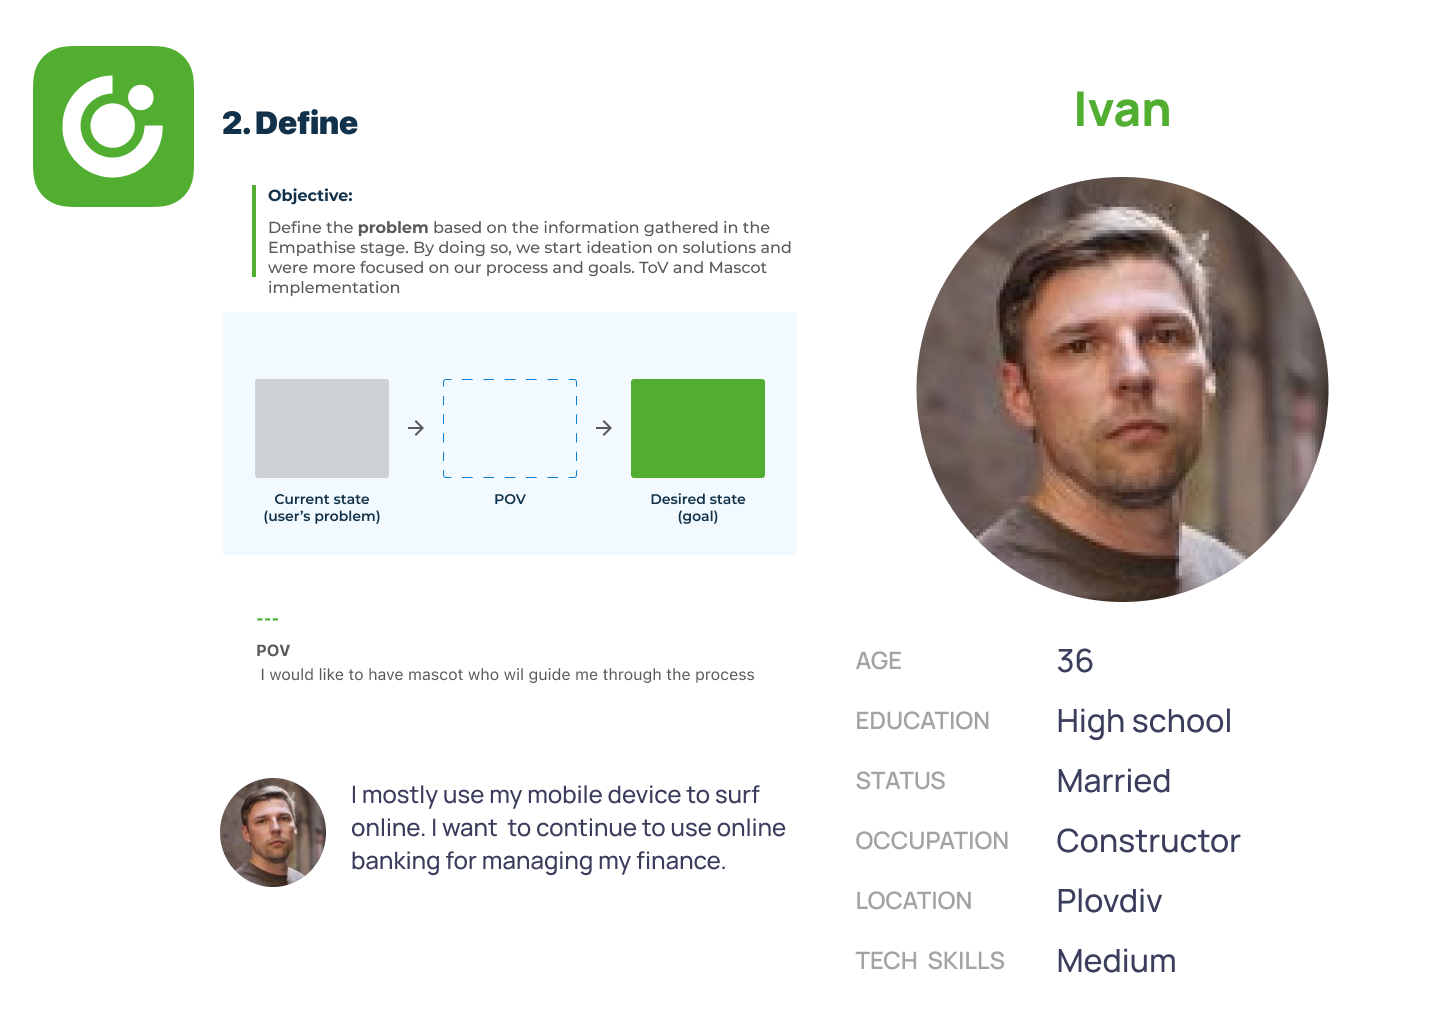 2. Define
Objective:
Define the problem based on the information gathered in the
Empathise stage. By doing so, we start ideation on solutions and
were more focused on our process and goals. ToV and Mascot
implementation
Current state
(user’s problem)
POV
Desired state
(goal)
---
POV
I would like to have mascot who wil guide me through the process
I mostly use my mobile device to surf
online. I want to continue to use online
banking for managing my finance.
Ivan
AGE 36
EDUCATION High school
STATUS Married
OCCUPATION Constructor
LOCATION Plovdiv
TECH SKILLS Medium